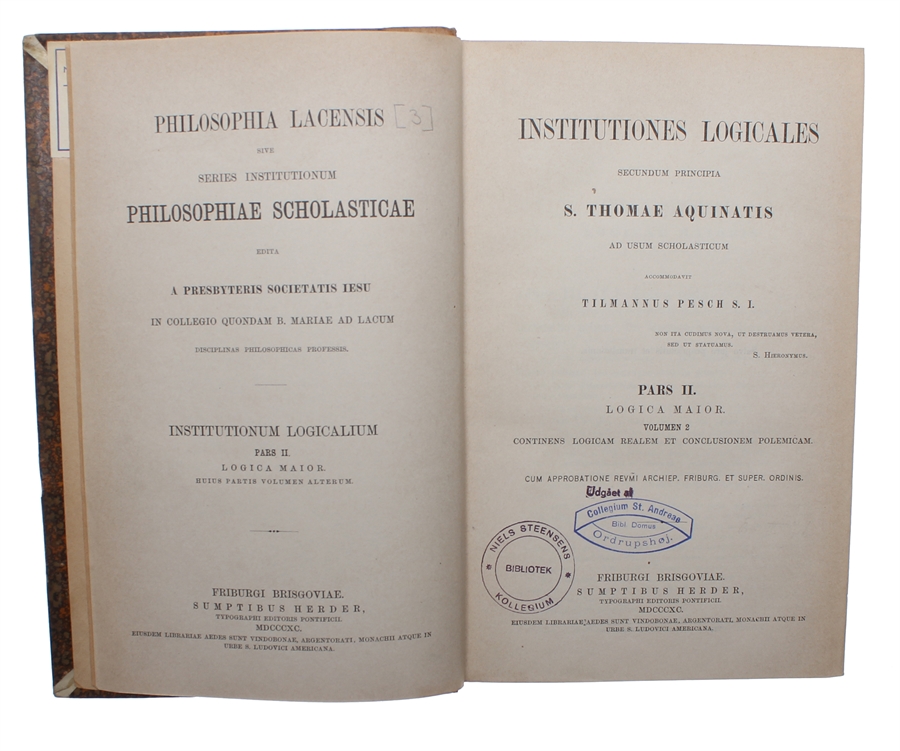 PHILOSOPHIA LACENSIS [3]
SIVE
SERIES INSTITUTIONUM
PHILOSOPHIAE SCHOLASTICAE
EDITA
A PRESBYTERIS SOCIETATIS IESU
IN COLLEGIO QUONDAM B. MARIAE AD LACUM
DISCIPLINAS PHILOSOPHICAS PROFESSIS.
INSTITUTIONUM LOGICALIUM
PARS II.
LOGICA MAIOR.
HUIUS PARTIS VOLUMEN ALTERUM.
FRIBURGI BRISGOVIAE.
SUMPTIBUS HERDER,
TYPOGRAPHI EDITORIS PONTIFICII.
MDCCCXC.
EIUSDEM LIBRARIAE AEDES SUNT VINDOBONAE, ARGENTORATI, MONACHII ATQUE IN
URBE S. LUDOVICI AMERICANA.
INSTITUTIONES LOGICALES
SECUNDUM PRINCIPIA
S. THOMAE AQUINATIS
AD USUM SCHOLASTICUM
ACCOMMODAVIT
TILMANNUS PESCH S. I.
NON ITA CUDIMUS NOVA, UT DESTRUAMUS VETERA,
SED UT STATUAMUS.
S. HIERONYMUS.
PARS II.
LOGICA MAIOR.
VOLUMEN 2
CONTINENS LOGICAM REALEM ET CONCLUSIONEM POLEMICAM.
CUM APPROBATIONE REVMI ARCHIEP. FRIBURG. ET SUPER. ORDINIS.
Udgået af
Collegium St. Andreae
Bibl Domus
Ordrupshøj.
NIELS STEENSENS
BIBLIOTEK
KOLLEGIUM
FRIBURGI BRISGOVIAE.
SUMPTIBUS HERDER,
TYPOGRAPHI EDITORIS PONTIFICII.
MDCCCXC.
EIUSDEM LIBRARIAE AEDES SUNT VINDOBONAE, ARGENTORATI, MONACHII ATQUE IN
URBE S. LUDOVICI AMERICANA.